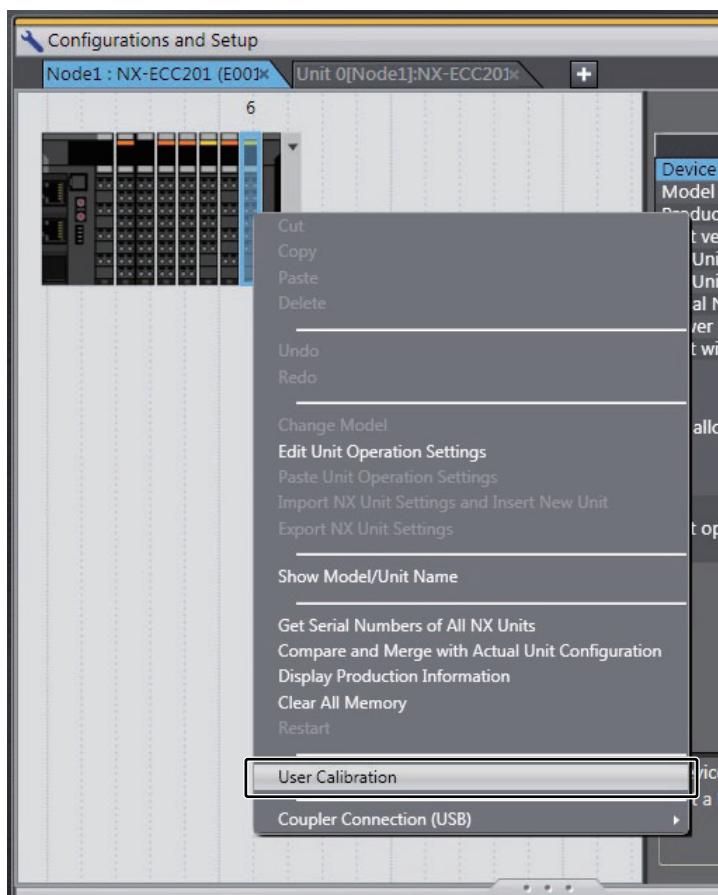 Configurations and Setup
Node1 : NX-ECC201 (E001
Unit 0[Node1]:NX-ECC201
6
Device
Model
Cut
Copy
Paste
Delete
Undo
Redo
Change Model
Edit Unit Operation Settings
Paste Unit Operation Settings
Import NX Unit Settings and Insert New Unit
Export NX Unit Settings
Show Model/Unit Name
Get Serial Numbers of All NX Units
Compare and Merge with Actual Unit Configuration
Display Production Information
Clear All Memory
Restart
User Calibration
Coupler Connection (USB)